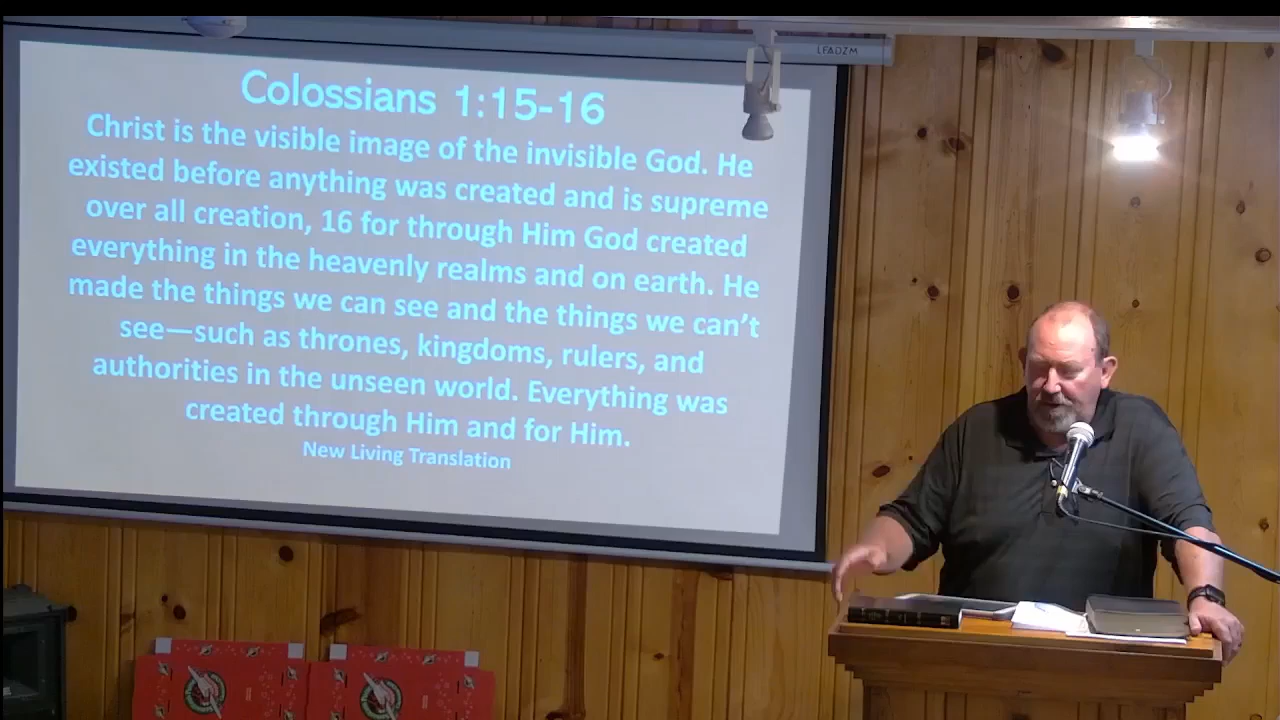 LEADZM
Colossians 1:15-16
Christ is the visible image of the invisible God. He
existed before anything was created and is supreme
over all creation, 16 for through Him God created
everything in the heavenly realms and on earth. He
made the things we can see and the things we can’t
see—such as thrones, kingdoms, rulers, and
authorities in the unseen world. Everything was
created through Him and for Him.
New Living Translation